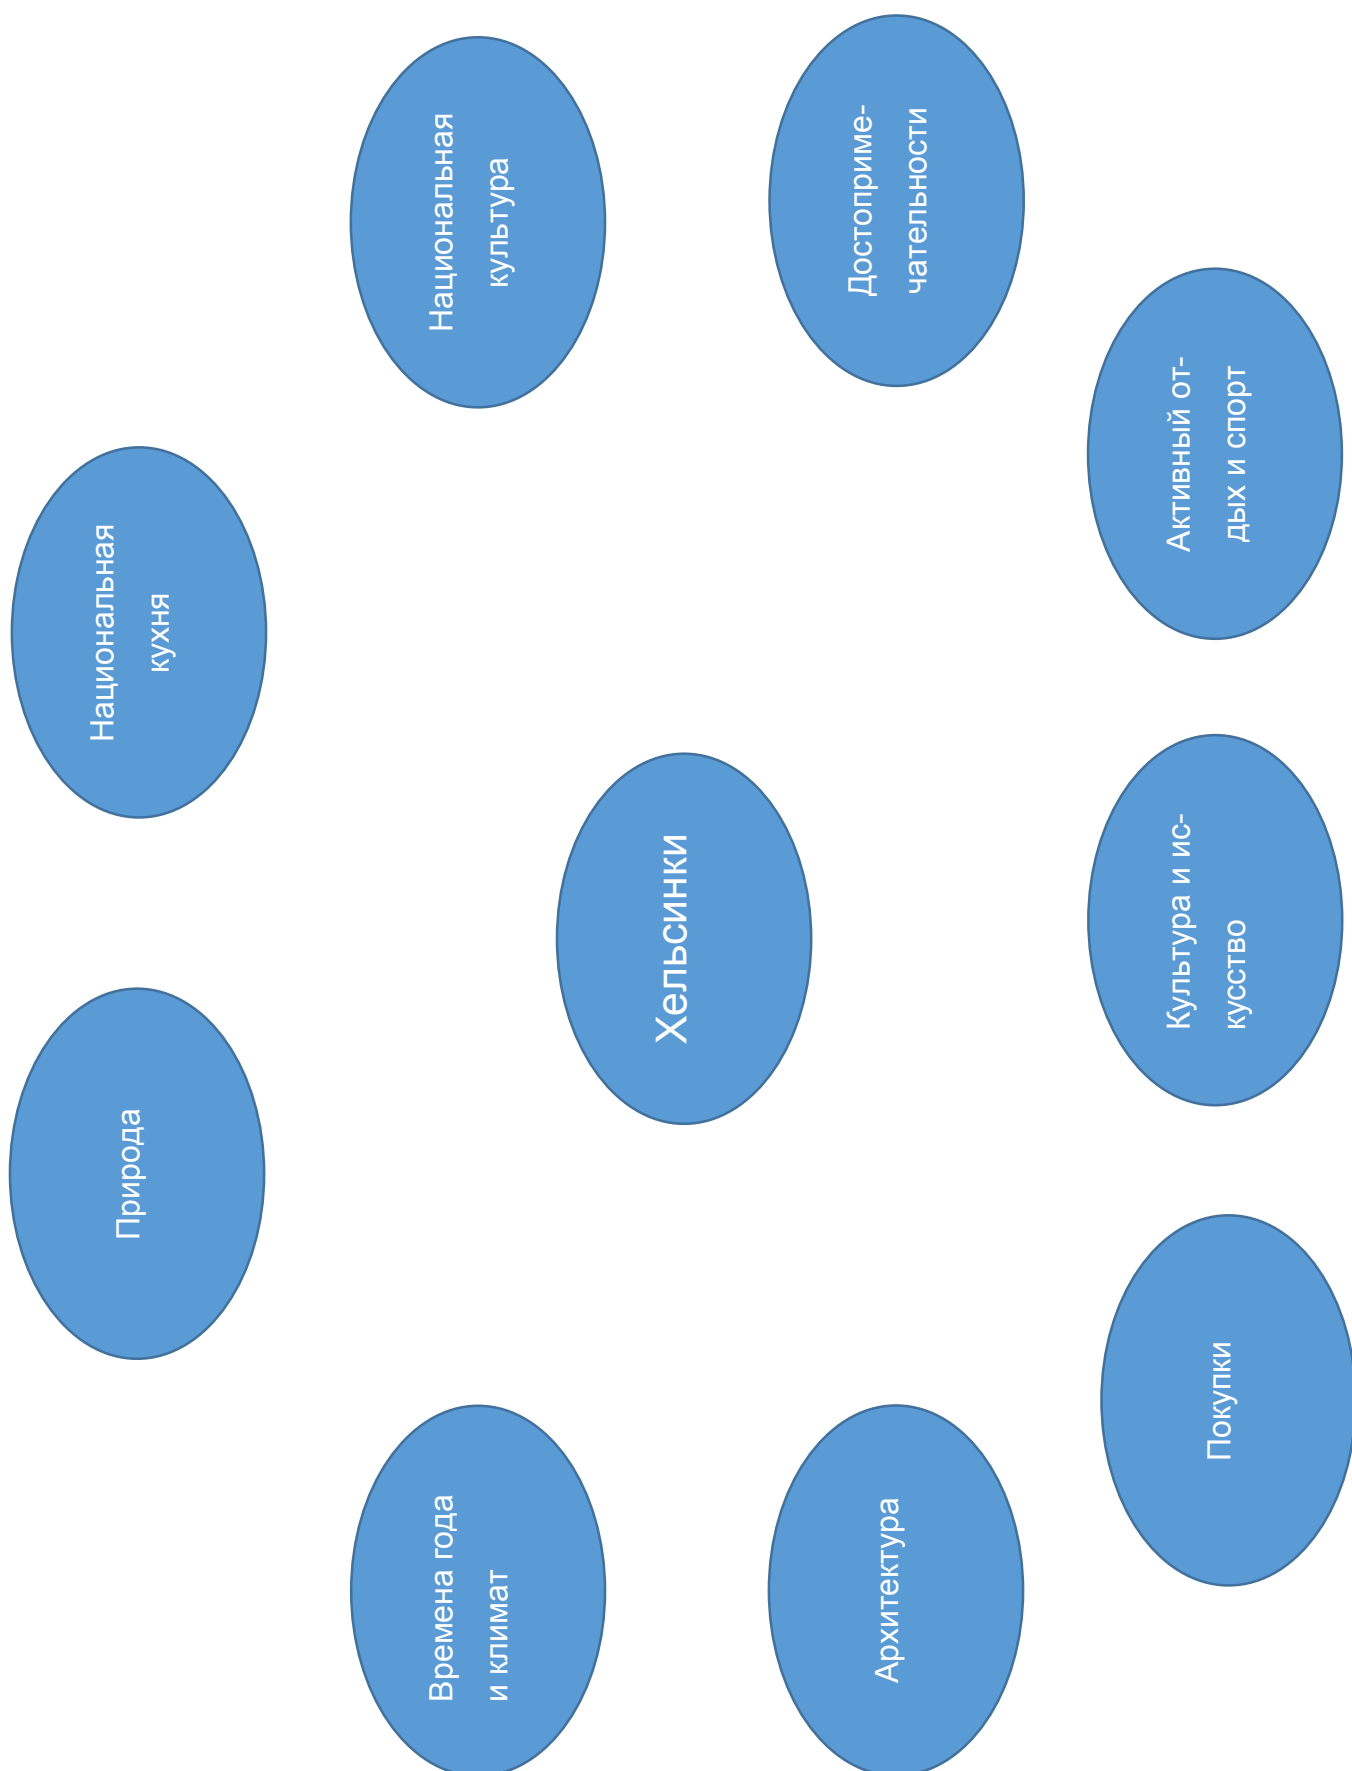 Природа
Национальная
кухня
Времена года
и климат
Национальная
культура
Хельсинки
Архитектура
Достоприме-
чательности
Покупки
Культура и ис-
кусство
Активный от-
дых и спорт